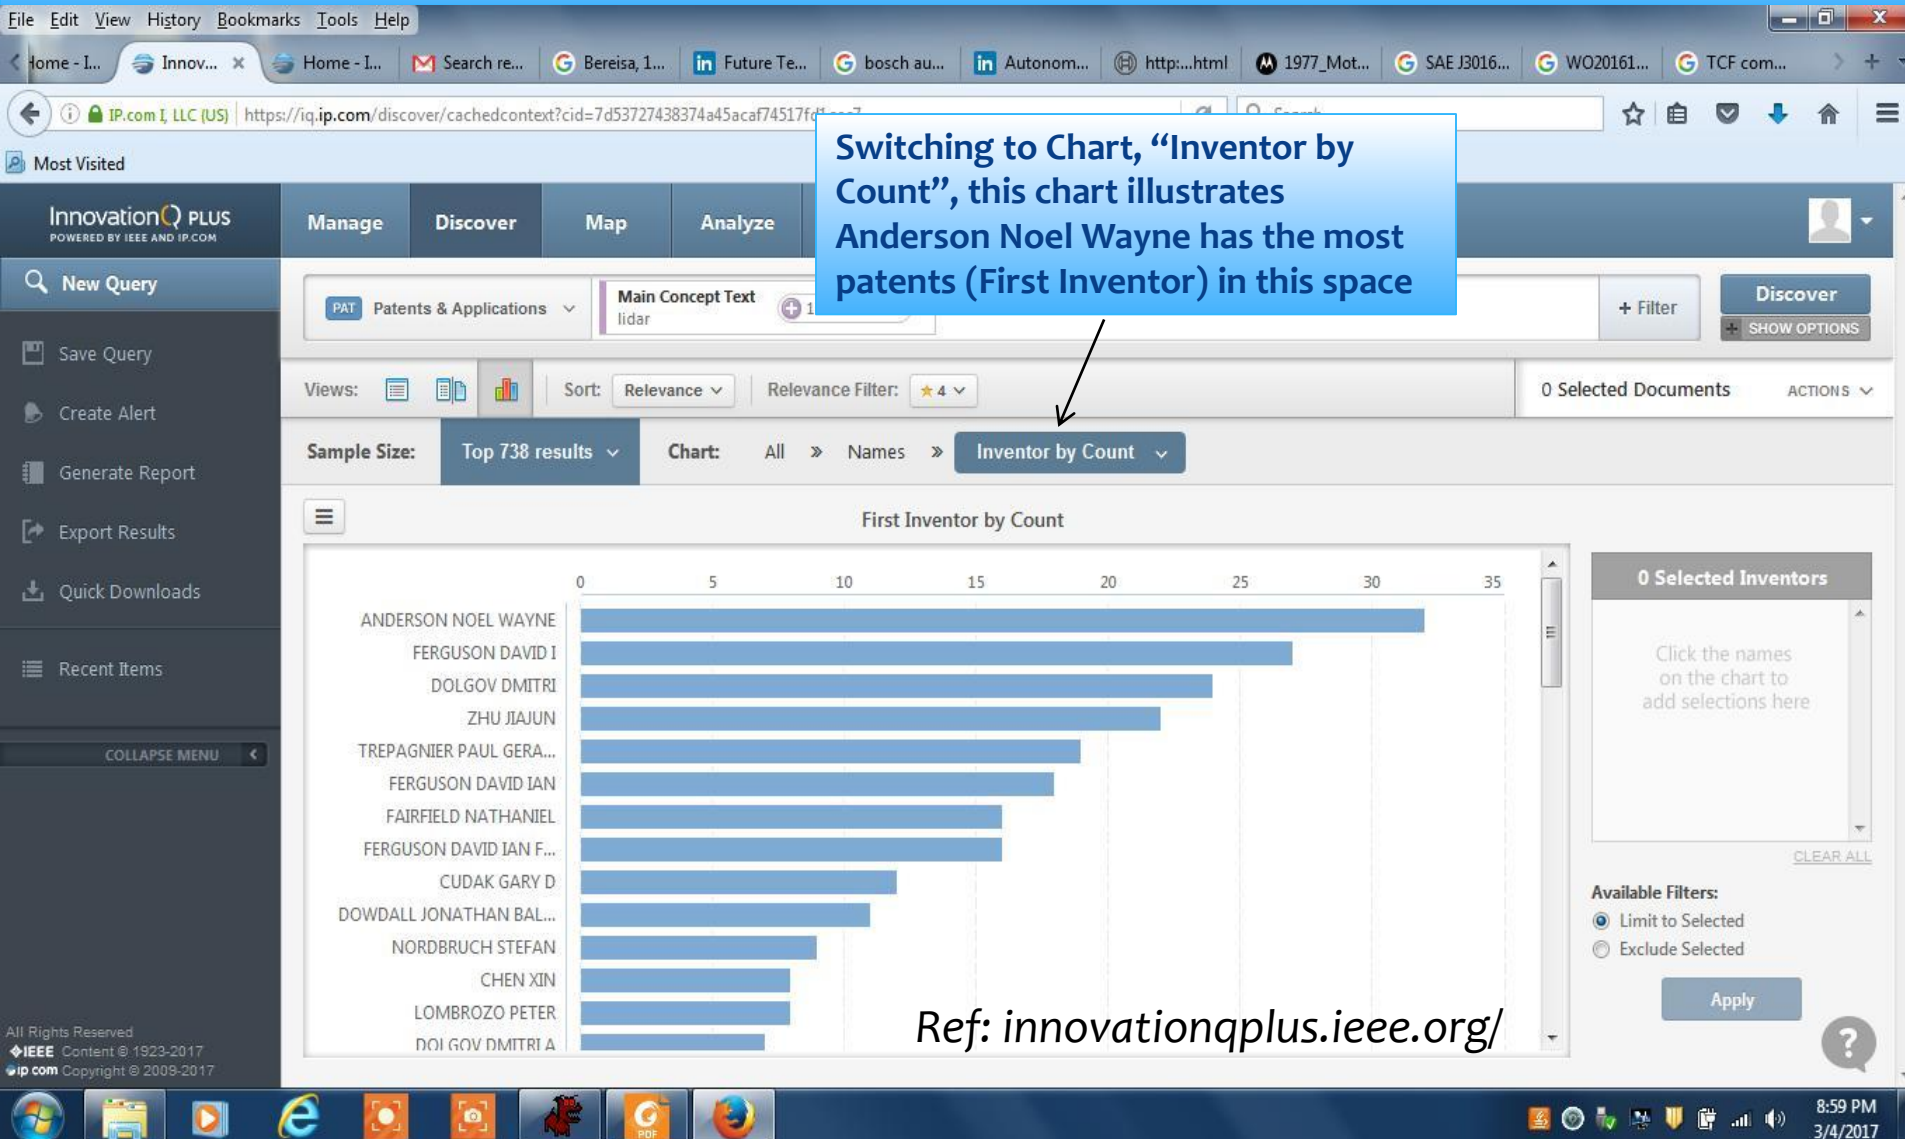 File Edit View History Bookmarks Tools Help
Home - I... Innov... × Home - I... Search re... Bereisa, 1... Future Te... bosch au... Autonom... http:...html 1977_Mot... SAE J3016... WO20161... TCF com...
IP.com I, LLC (US) https://iq.ip.com/discover/cachedcontext?cid=7d53727438374a45acaf74517fd1
Most Visited
Switching to Chart, “Inventor by
Count”, this chart illustrates
Anderson Noel Wayne has the most
patents (First Inventor) in this space
InnovationQ PLUS
POWERED BY IEEE AND IP.COM
Manage Discover Map Analyze
New Query
Save Query
Create Alert
Generate Report
Export Results
Quick Downloads
Recent Items
COLLAPSE MENU
PAT Patents & Applications
Main Concept Text
lidar
1
+ Filter
Discover
+ SHOW OPTIONS
Views: Sort: Relevance Relevance Filter: ★ 4
0 Selected Documents ACTIONS
Sample Size: Top 738 results Chart: All » Names » Inventor by Count
First Inventor by Count
0 5 10 15 20 25 30 35
ANDERSON NOEL WAYNE
FERGUSON DAVID I
DOLGOV DMITRI
ZHU JIAJUN
TREPAGNIER PAUL GERA...
FERGUSON DAVID IAN
FAIRFIELD NATHANIEL
FERGUSON DAVID IAN F...
CUDAK GARY D
DOWDALL JONATHAN BAL...
NORDBRUCH STEFAN
CHEN XIN
LOMBROZO PETER
DOLGOV DMITRI A
0 Selected Inventors
Click the names
on the chart to
add selections here
CLEAR ALL
Available Filters:
Limit to Selected
Exclude Selected
Apply
?
Ref: innovationqplus.ieee.org/
All Rights Reserved
IEEE Content © 1923-2017
ip.com Copyright © 2009-2017
PDF
8:59 PM
3/4/2017